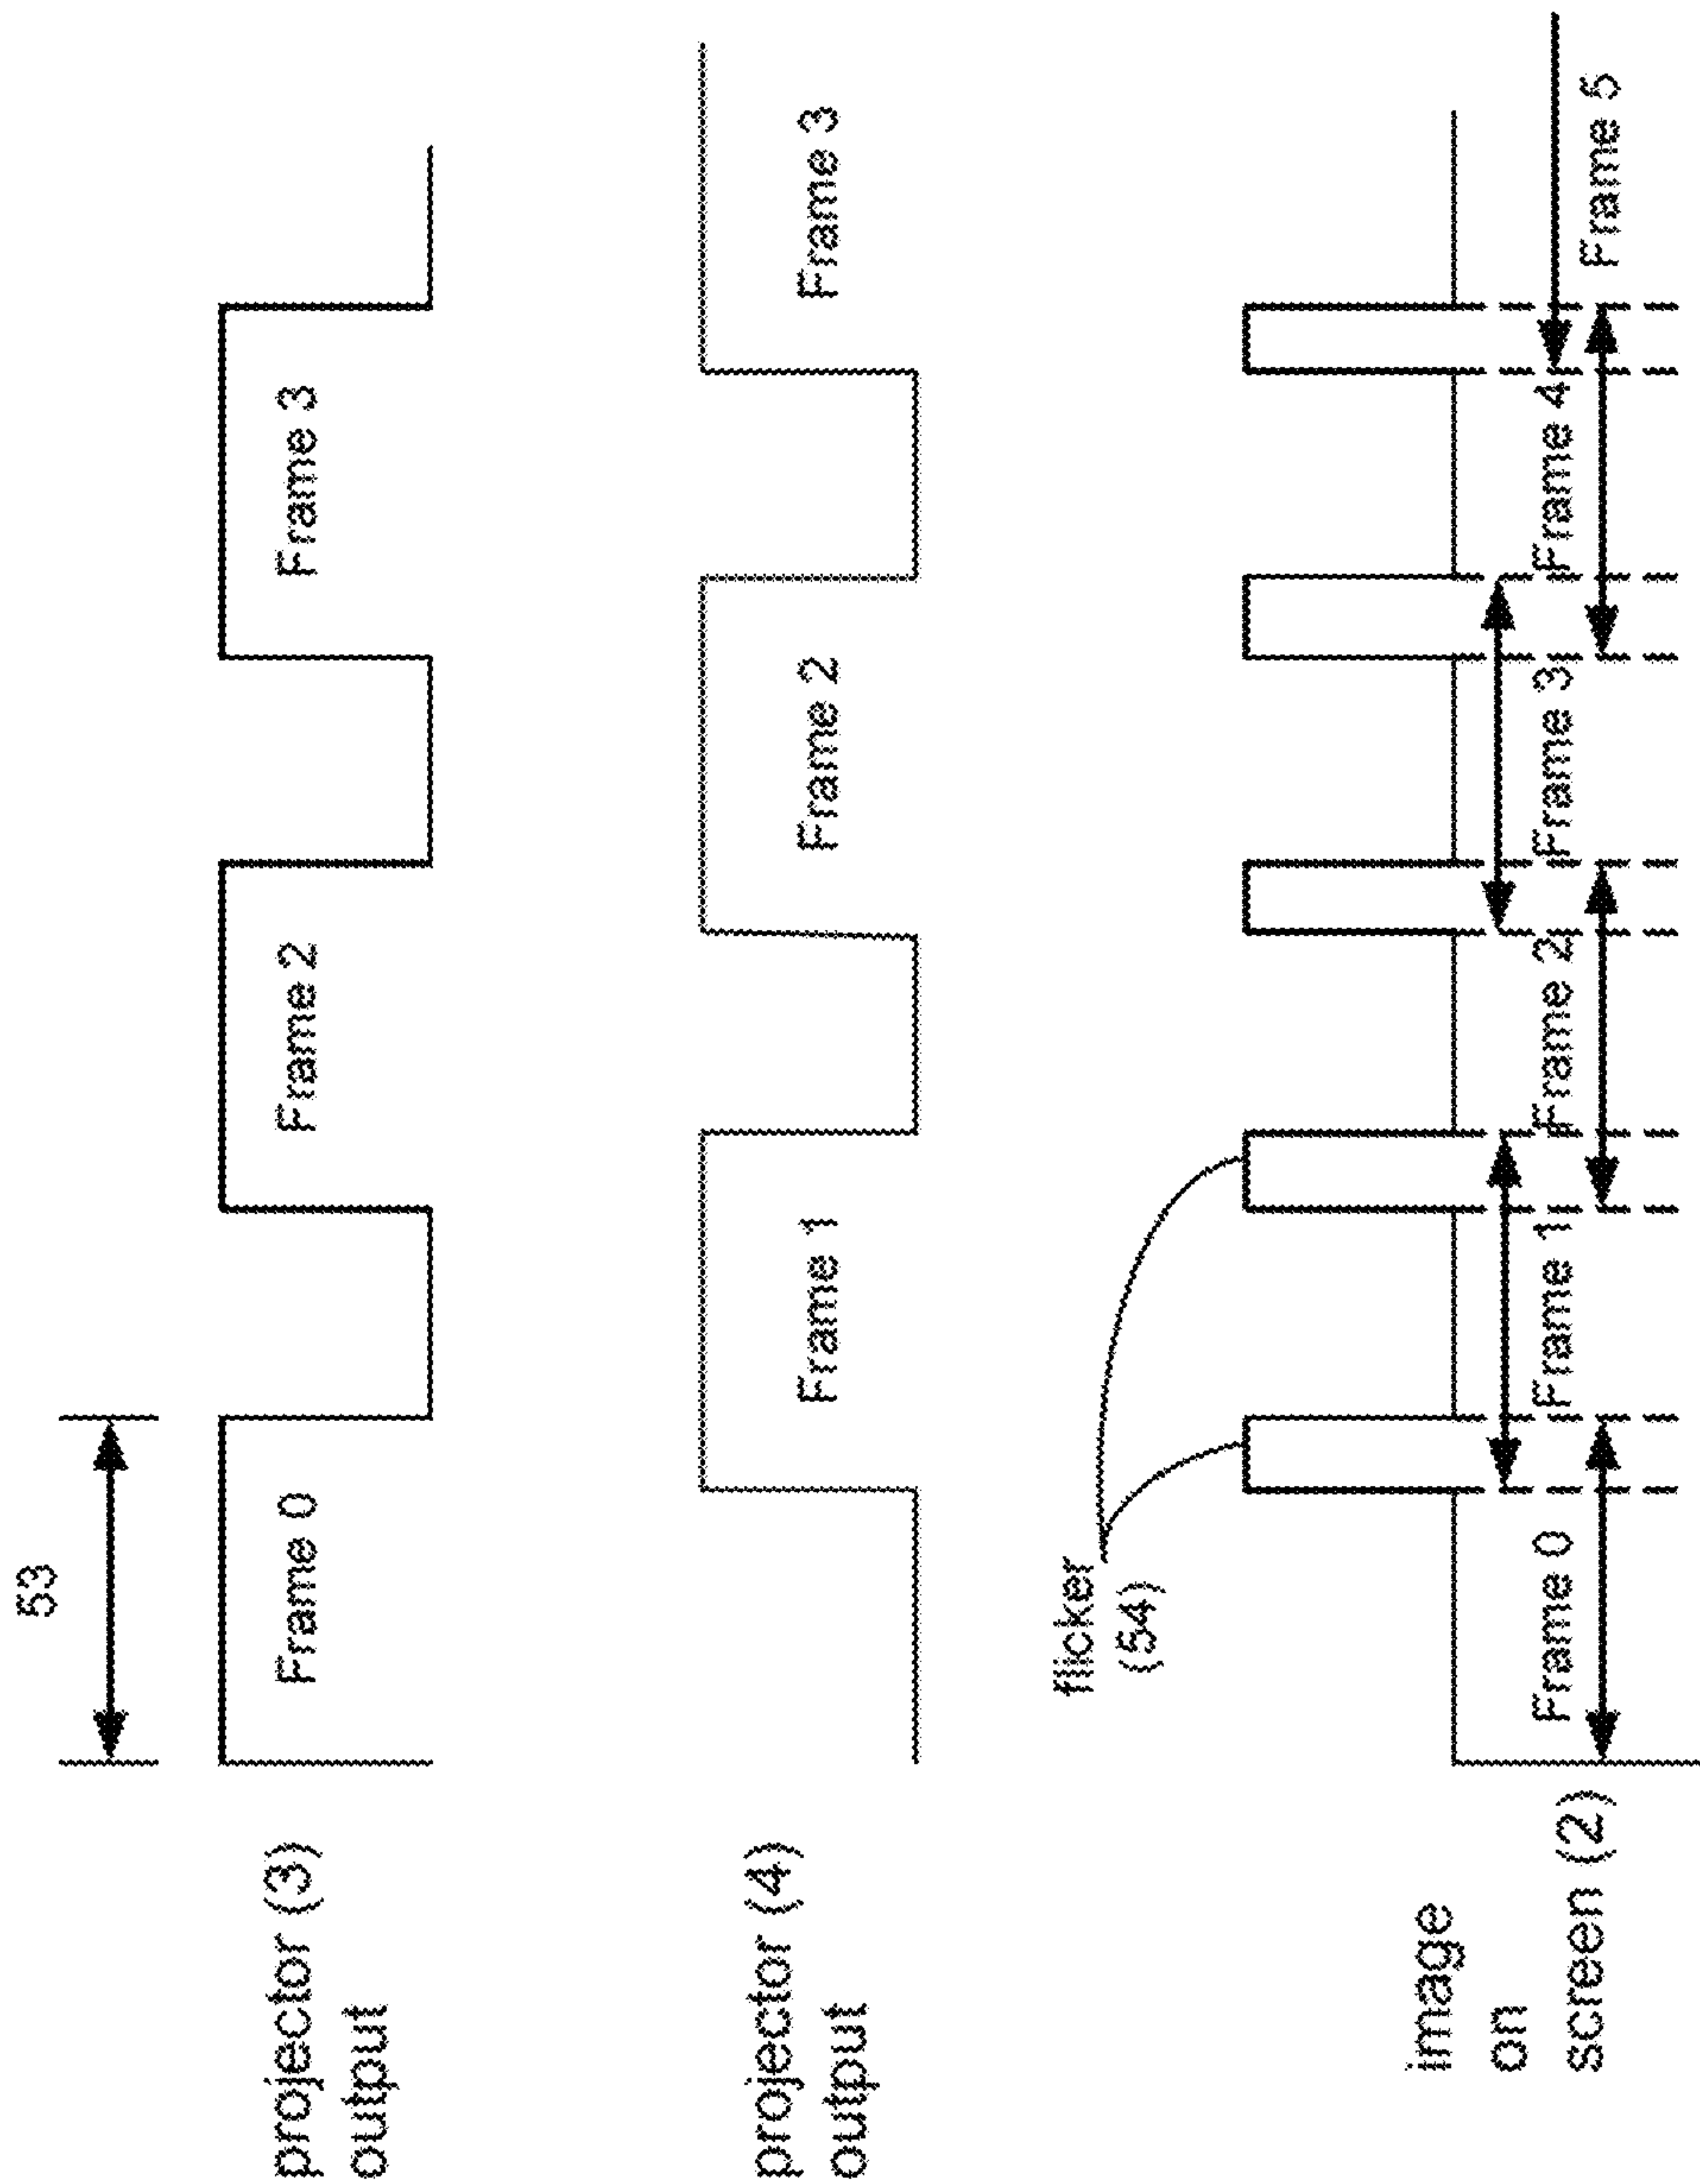 53
projector (3)
output
Frame 0
Frame 2
Frame 3
projector (4)
output
Frame 1
Frame 2
Frame 3
flicker
(54)
image
on
screen (2)
Frame 0
Frame 1
Frame 2
Frame 3
Frame 4
Frame 5